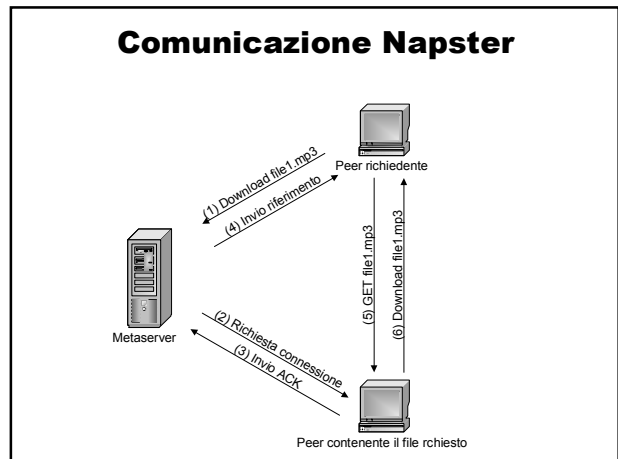 Comunicazione Napster
Peer richiedente
(1) Download file1.mp3
(4) Invio riferimento
(5) GET file1.mp3
(6) Download file1.mp3
Metaserver
(2) Richiesta connessione
(3) Invio ACK
Peer contenente il file rchiesto